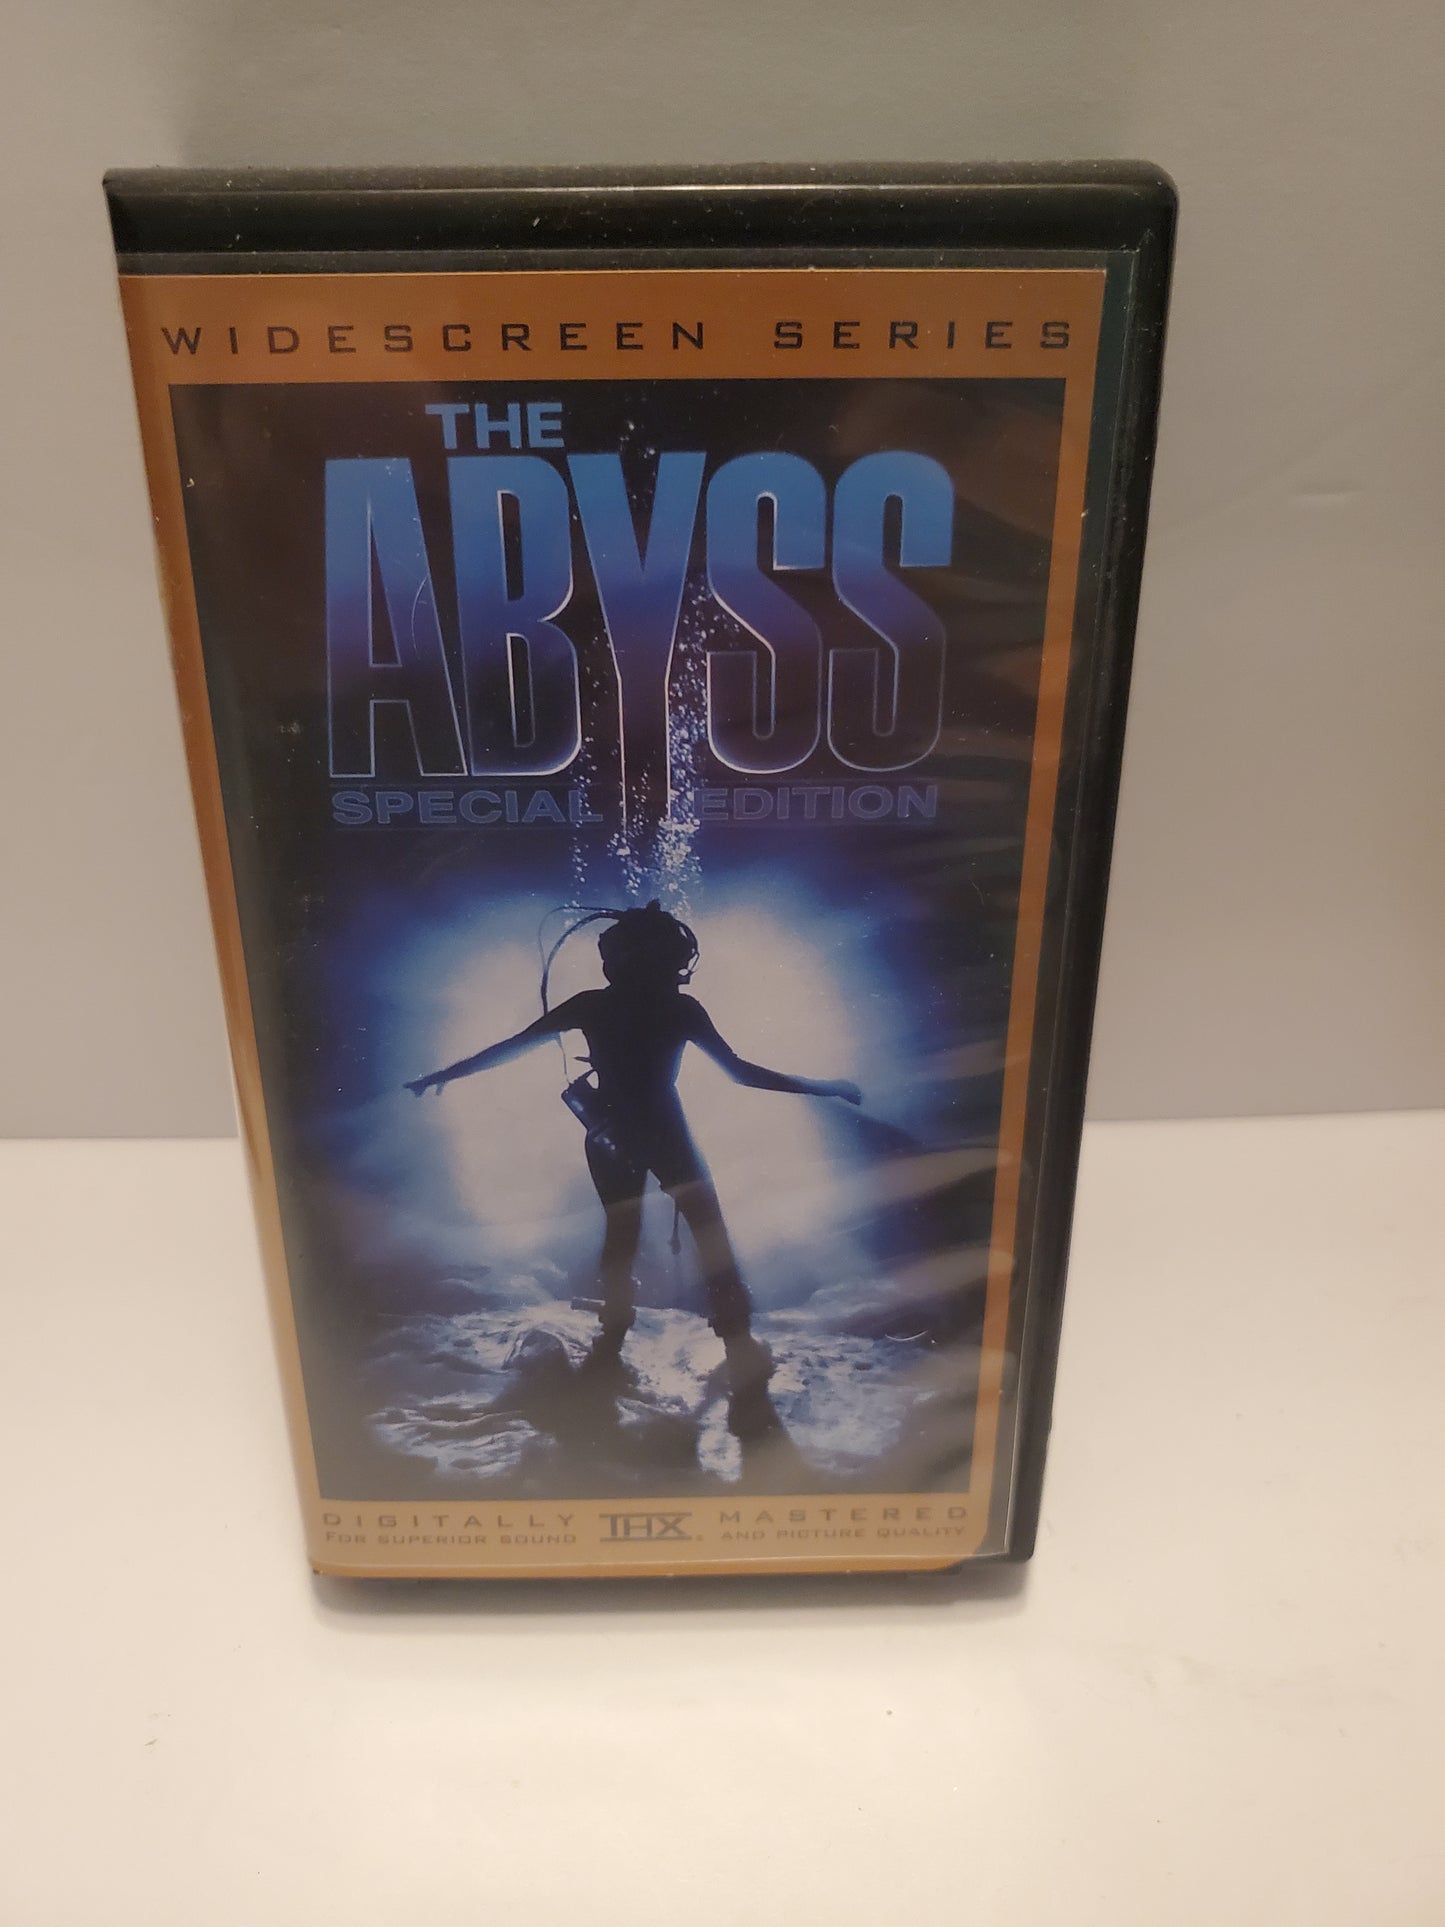 WIDESCREEN SERIES
THE
ABYSS
SPECIAL EDITION
DIGITALLY THX MASTERED
FOR SUPERIOR SOUND AND PICTURE QUALITY